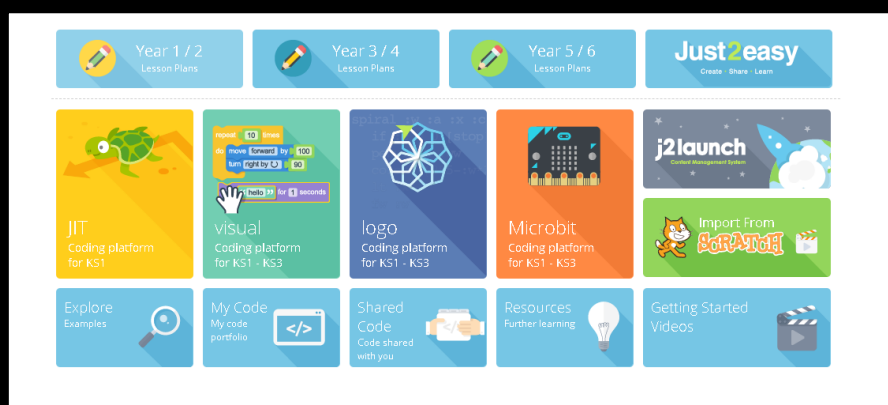 Year 1 / 2
Lesson Plans
Year 3 / 4
Lesson Plans
Year 5 / 6
Lesson Plans
Just2easy
Create · Share · Learn
JIT
Coding platform
for KS1
repeat 10 times
do move forward by 100
turn right by ↻ 90
hello ” for 1 seconds
visual
Coding platform
for KS1 - KS3
logo
Coding platform
for KS1 - KS3
Microbit
Coding platform
for KS1 - KS3
j2launch
Content Management System
Import From
SCRATCH
Explore
Examples
My Code
My code
portfolio
</>
Shared
Code
Code shared
with you
</>
Resources
Further learning
Getting Started
Videos